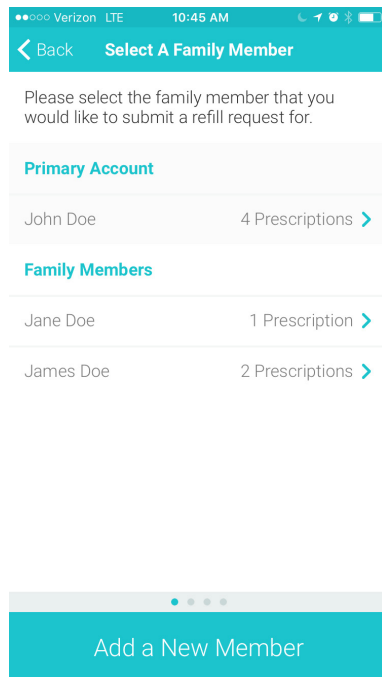 Verizon LTE 10:45 AM
Back Select A Family Member
Please select the family member that you
would like to submit a refill request for.
Primary Account
John Doe 4 Prescriptions
Family Members
Jane Doe 1 Prescription
James Doe 2 Prescriptions
Add a New Member